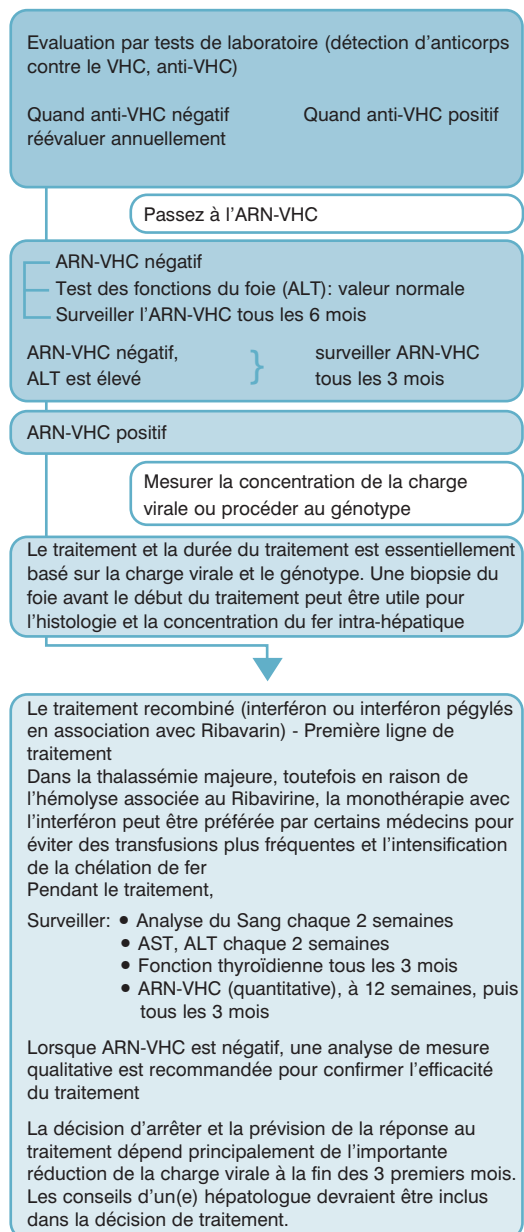 Evaluation par tests de laboratoire (détection d'anticorps
contre le VHC, anti-VHC)
Quand anti-VHC négatif Quand anti-VHC positif
réévaluer annuellement
Passez à l'ARN-VHC
ARN-VHC négatif
Test des fonctions du foie (ALT): valeur normale
Surveiller l'ARN-VHC tous les 6 mois
ARN-VHC négatif, } surveiller ARN-VHC
ALT est élevé tous les 3 mois
ARN-VHC positif
Mesurer la concentration de la charge
virale ou procéder au génotype
Le traitement et la durée du traitement est essentiellement
basé sur la charge virale et le génotype. Une biopsie du
foie avant le début du traitement peut être utile pour
l'histologie et la concentration du fer intra-hépatique
Le traitement recombiné (interféron ou interféron pégylés
en association avec Ribavarin) - Première ligne de
traitement
Dans la thalassémie majeure, toutefois en raison de
l'hémolyse associée au Ribavirine, la monothérapie avec
l'interféron peut être préférée par certains médecins pour
éviter des transfusions plus fréquentes et l'intensification
de la chélation de fer
Pendant le traitement,
Surveiller: • Analyse du Sang chaque 2 semaines
• AST, ALT chaque 2 semaines
• Fonction thyroïdienne tous les 3 mois
• ARN-VHC (quantitative), à 12 semaines, puis
tous les 3 mois
Lorsque ARN-VHC est négatif, une analyse de mesure
qualitative est recommandée pour confirmer l'efficacité
du traitement
La décision d'arrêter et la prévision de la réponse au
traitement dépend principalement de l'importante
réduction de la charge virale à la fin des 3 premiers mois.
Les conseils d'un(e) hépatologue devraient être inclus
dans la décision de traitement.